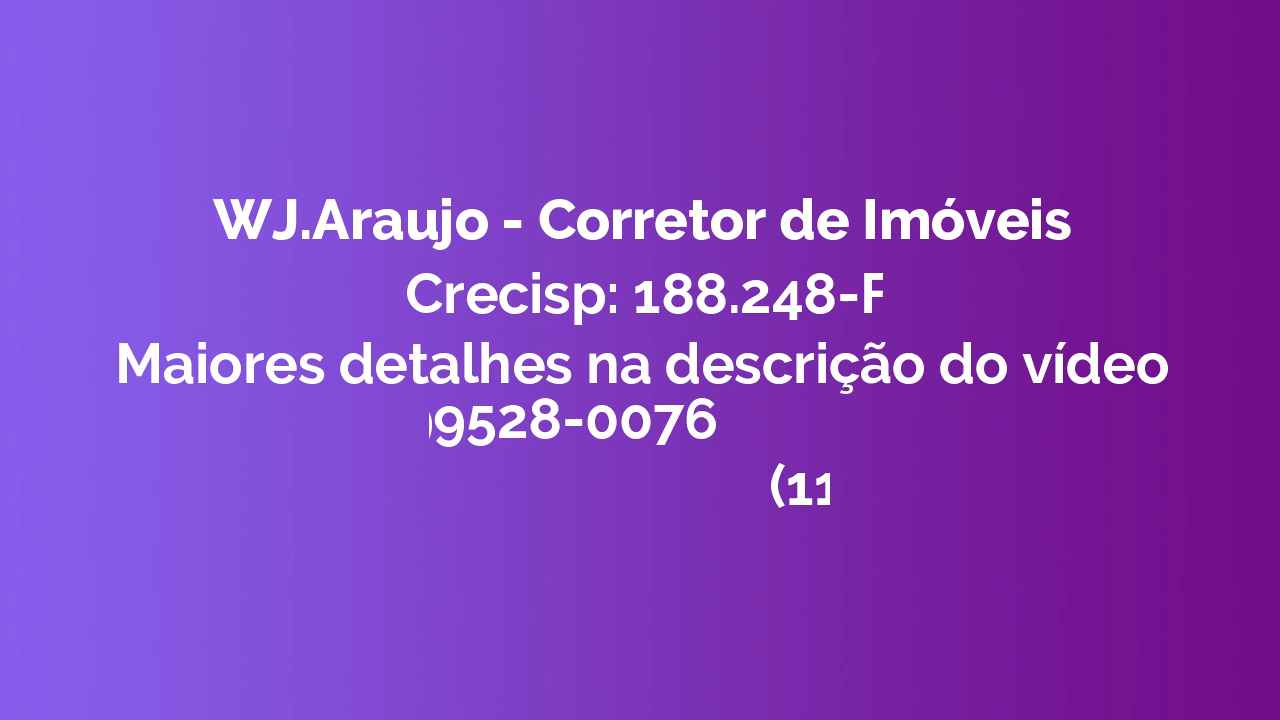 WJ.Araujo - Corretor de Imóveis
Crecisp: 188.248-F
Maiores detalhes na descrição do vídeo
9528-0076
(11